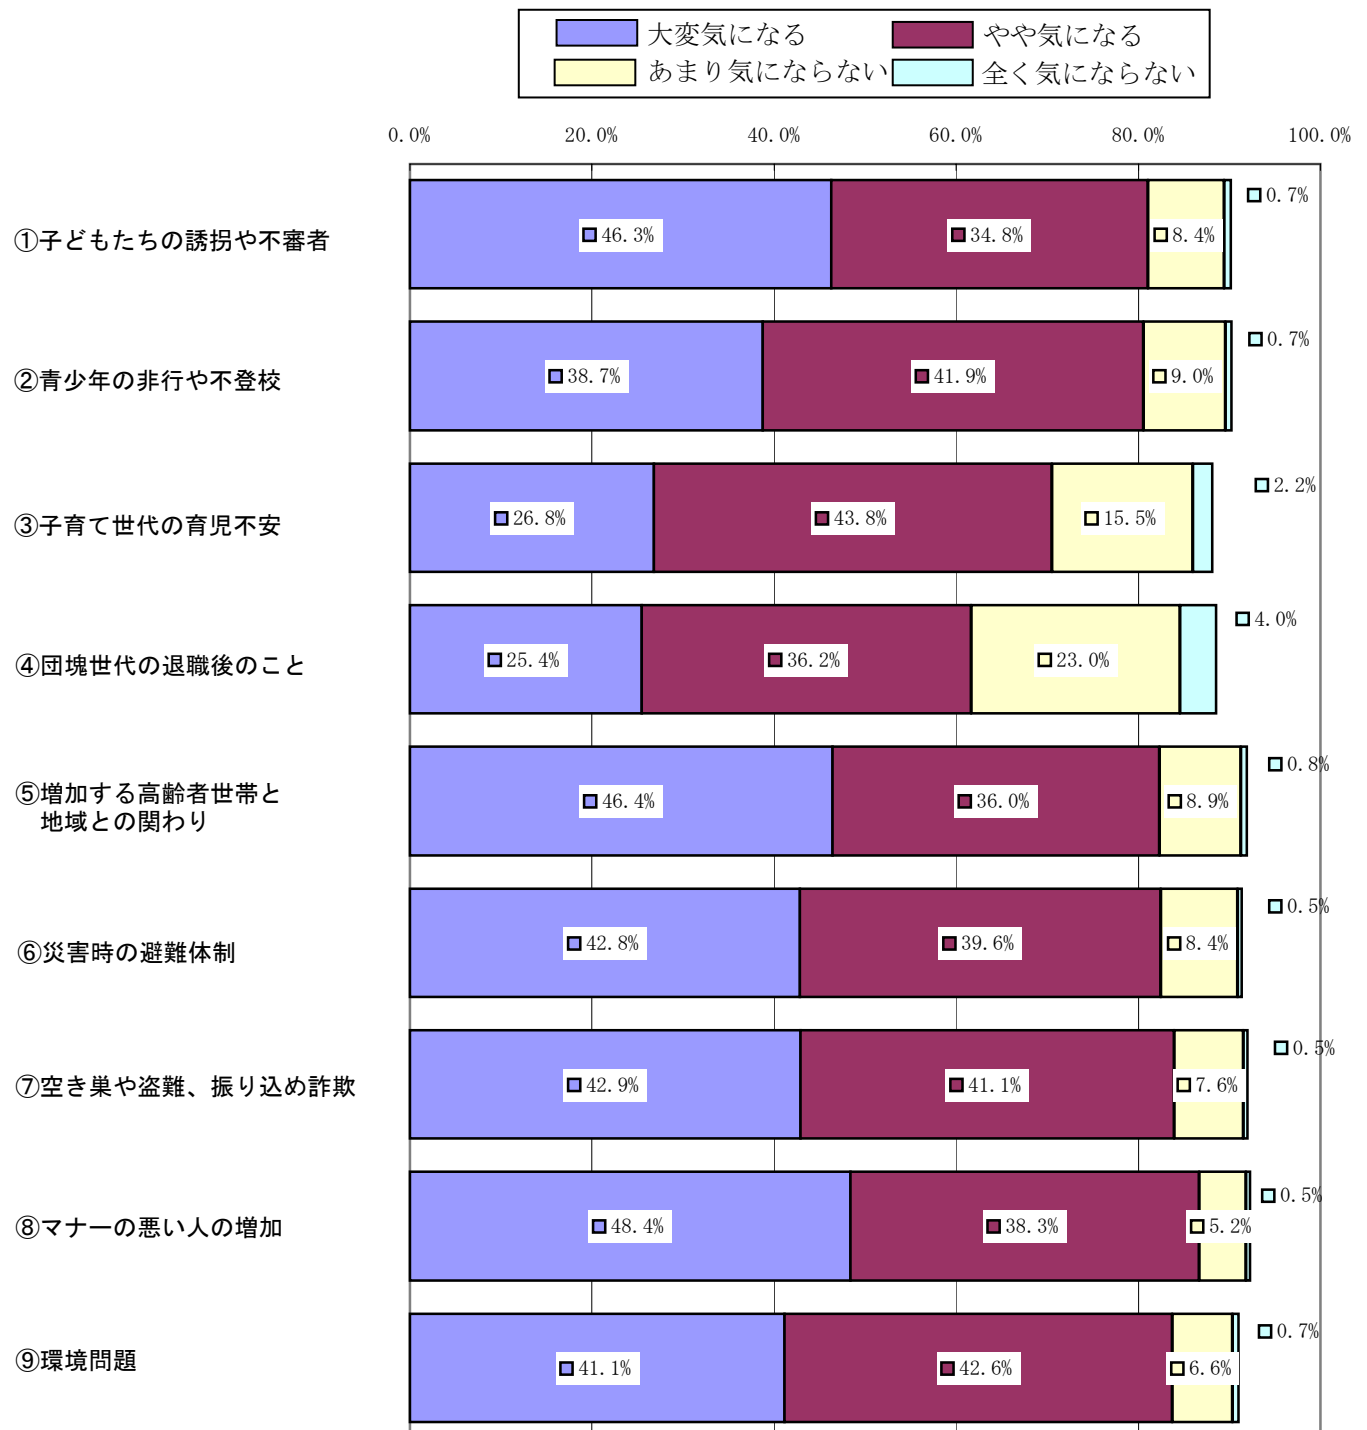 大変気になる やや気になる
あまり気にならない 全く気にならない
0.0% 20.0% 40.0% 60.0% 80.0% 100.0%
①子どもたちの誘拐や不審者 46.3% 34.8% 8.4% 0.7%
②青少年の非行や不登校 38.7% 41.9% 9.0% 0.7%
③子育て世代の育児不安 26.8% 43.8% 15.5% 2.2%
④団塊世代の退職後のこと 25.4% 36.2% 23.0% 4.0%
⑤増加する高齢者世帯と
地域との関わり 46.4% 36.0% 8.9% 0.8%
⑥災害時の避難体制 42.8% 39.6% 8.4% 0.5%
⑦空き巣や盗難、振り込め詐欺 42.9% 41.1% 7.6% 0.5%
⑧マナーの悪い人の増加 48.4% 38.3% 5.2% 0.5%
⑨環境問題 41.1% 42.6% 6.6% 0.7%